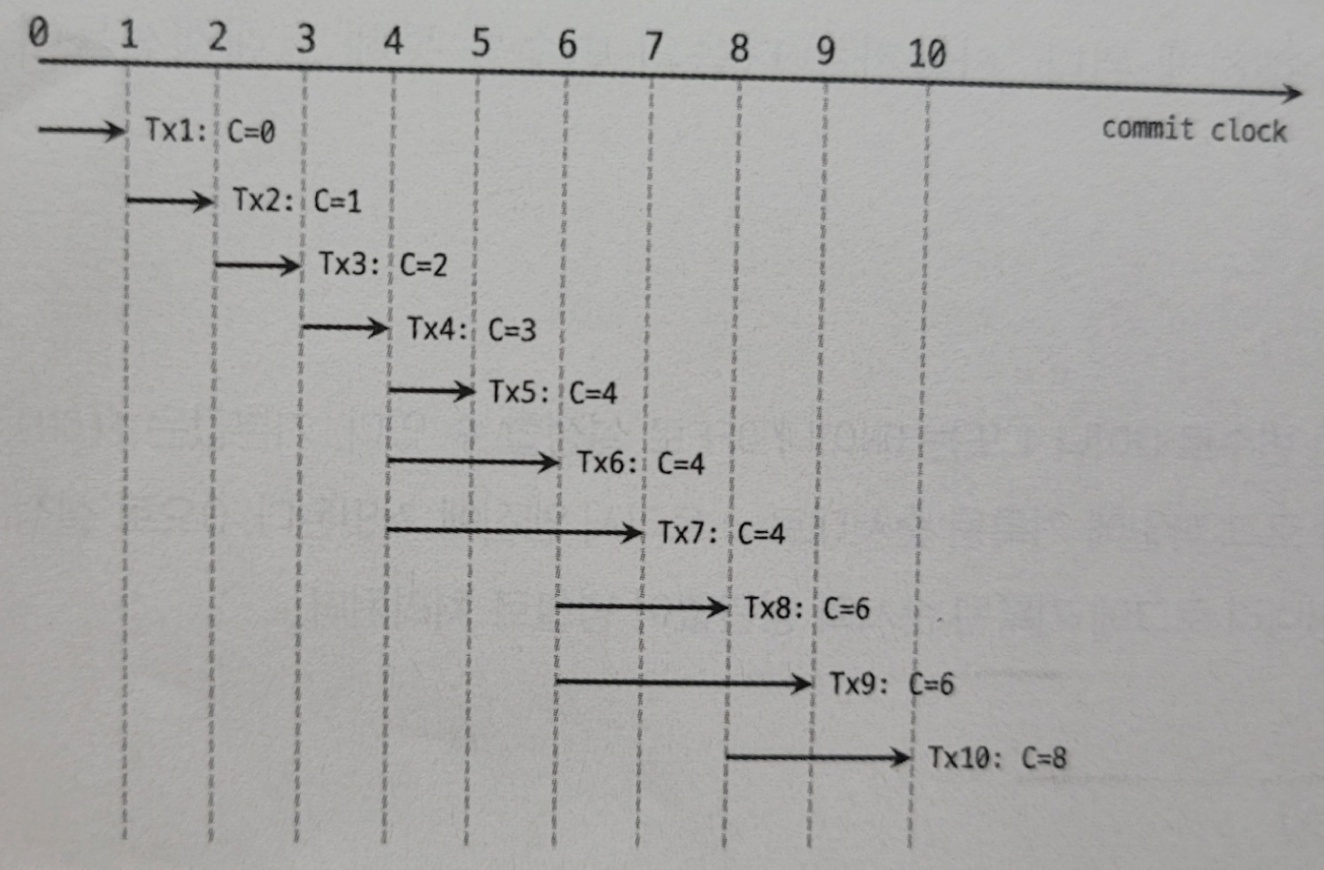 0 1 2 3 4 5 6 7 8 9 10
commit clock
Tx1: C=0
Tx2: C=1
Tx3: C=2
Tx4: C=3
Tx5: C=4
Tx6: C=4
Tx7: C=4
Tx8: C=6
Tx9: C=6
Tx10: C=8